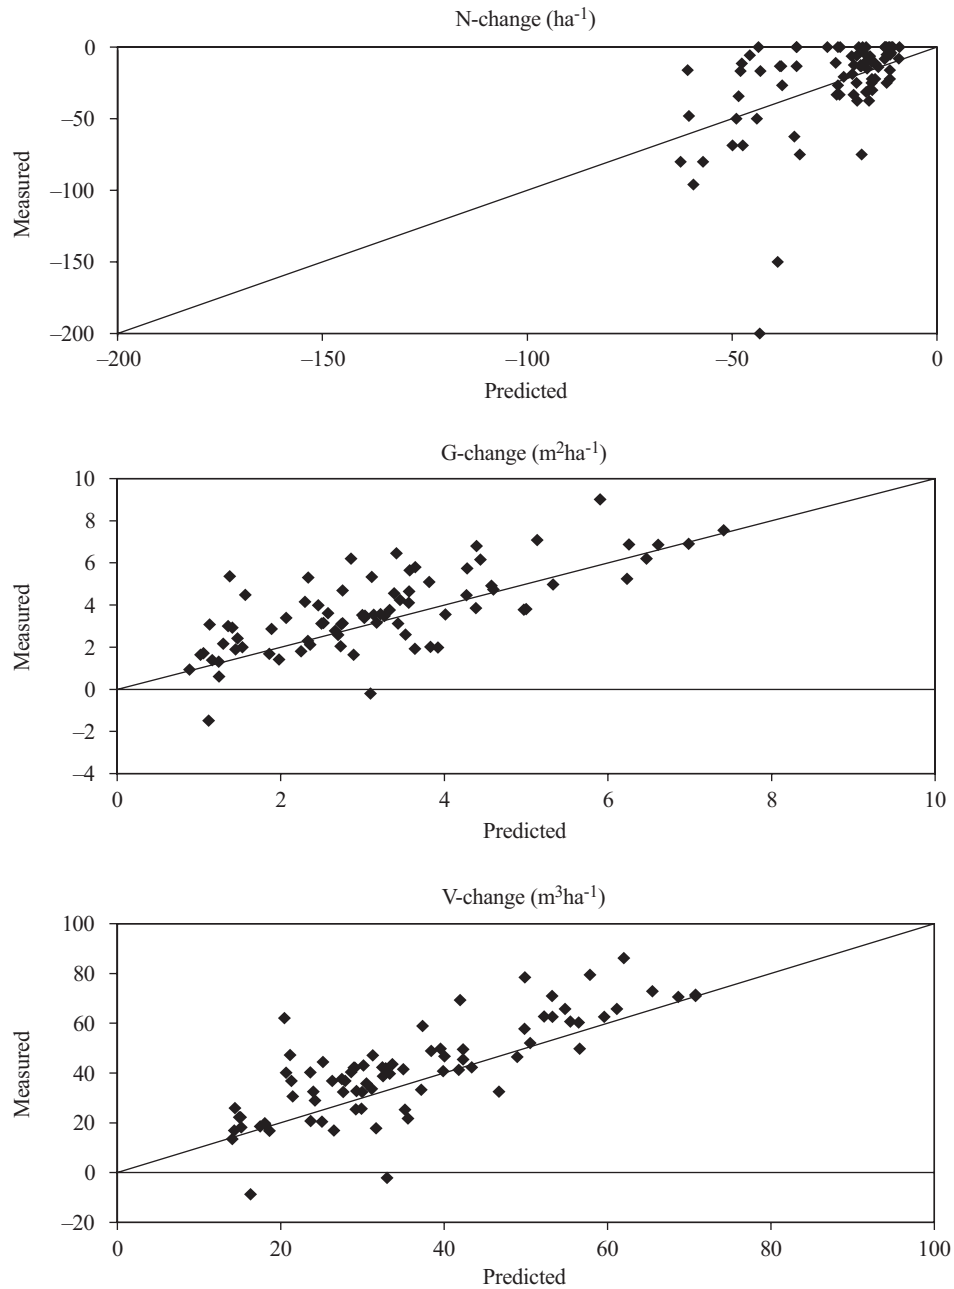 N-change (ha-1)
0
–50
–100
–150
–200
Measured
–200 –150 –100 –50 0
Predicted
G-change (m2ha-1)
10
8
6
4
2
0
–2
–4
Measured
0 2 4 6 8 10
Predicted
V-change (m3ha-1)
100
80
60
40
20
0
–20
Measured
0 20 40 60 80 100
Predicted